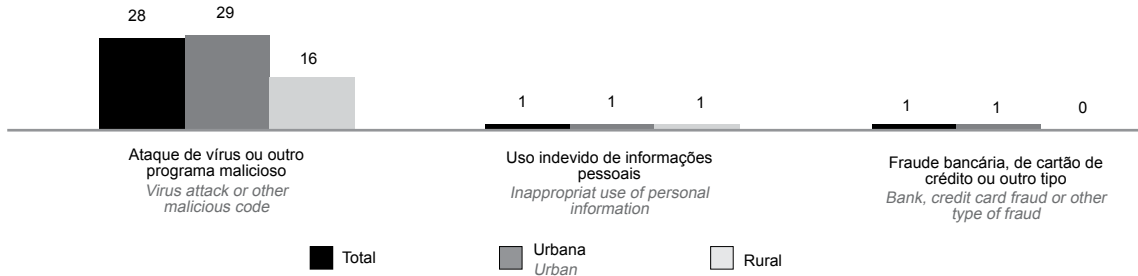 28 29
16
1 1 1
1 1 0
Ataque de vírus ou outro
programa malicioso
Virus attack or other
malicious code
Uso indevido de informações
pessoais
Inappropriat use of personal
information
Fraude bancária, de cartão de
crédito ou outro tipo
Bank, credit card fraud or other
type of fraud
Total
Urbana
Urban
Rural